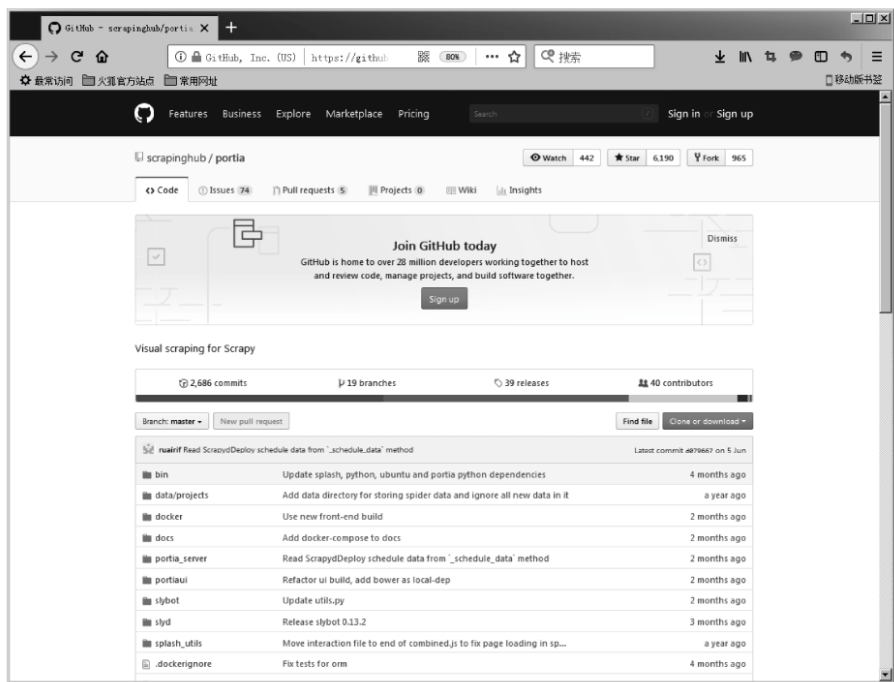 GitHub - scrapinghub/portia
GitHub, Inc. (US) https://github 80% 搜索
最常访问 火狐官方站点 常用网址 移动版书签
Features Business Explore Marketplace Pricing Search / Sign in or Sign up
scrapinghub / portia Watch 442 Star 6,190 Fork 965
Code Issues 74 Pull requests 5 Projects 0 Wiki Insights
Join GitHub today
Dismiss
GitHub is home to over 28 million developers working together to host
and review code, manage projects, and build software together.
Sign up
Visual scraping for Scrapy
2,686 commits 19 branches 39 releases 40 contributors
Branch: master New pull request Find file Clone or download
ruairif Read ScrapydDeploy schedule data from `_schedule_data` method Latest commit on 5 Jun
bin Update splash, python, ubuntu and portia python dependencies 4 months ago
data/projects Add data directory for storing spider data and ignore all new data in it a year ago
docker Use new front-end build 2 months ago
docs Add docker-compose to docs 2 months ago
portia_server Read ScrapydDeploy schedule data from `_schedule_data` method 2 months ago
portiaui Refactor ui build, add bower as local-dep 2 months ago
slybot Update utils.py 2 months ago
slyd Release slybot 0.13.2 3 months ago
splash_utils Move interaction file to end of combined.js to fix page loading in sp... a year ago
.dockerignore Fix tests for orm 4 months ago